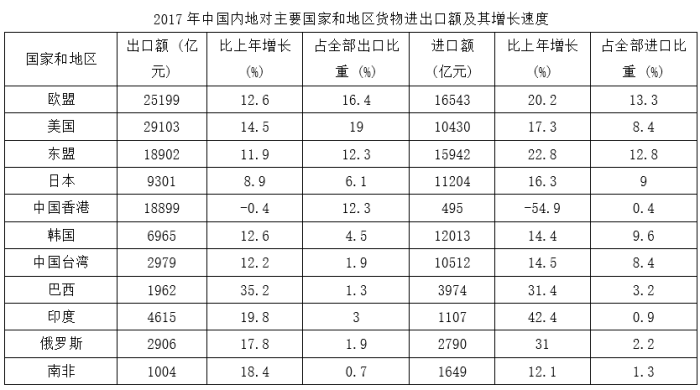 2017 年中国内地对主要国家和地区货物进出口额及其增长速度
国家和地区 出口额（亿元） 比上年增长(%) 占全部出口比重（%） 进口额(亿元) 比上年增长(%) 占全部进口比重（%）
欧盟 25199 12.6 16.4 16543 20.2 13.3
美国 29103 14.5 19 10430 17.3 8.4
东盟 18902 11.9 12.3 15942 22.8 12.8
日本 9301 8.9 6.1 11204 16.3 9
中国香港 18899 -0.4 12.3 495 -54.9 0.4
韩国 6965 12.6 4.5 12013 14.4 9.6
中国台湾 2979 12.2 1.9 10512 14.5 8.4
巴西 1962 35.2 1.3 3974 31.4 3.2
印度 4615 19.8 3 1107 42.4 0.9
俄罗斯 2906 17.8 1.9 2790 31 2.2
南非 1004 18.4 0.7 1649 12.1 1.3